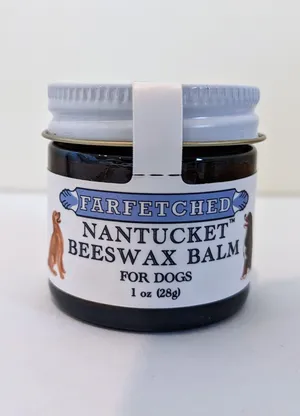 FARFETCHED
NANTUCKET™
BEESWAX BALM
FOR DOGS
1 oz (28g)